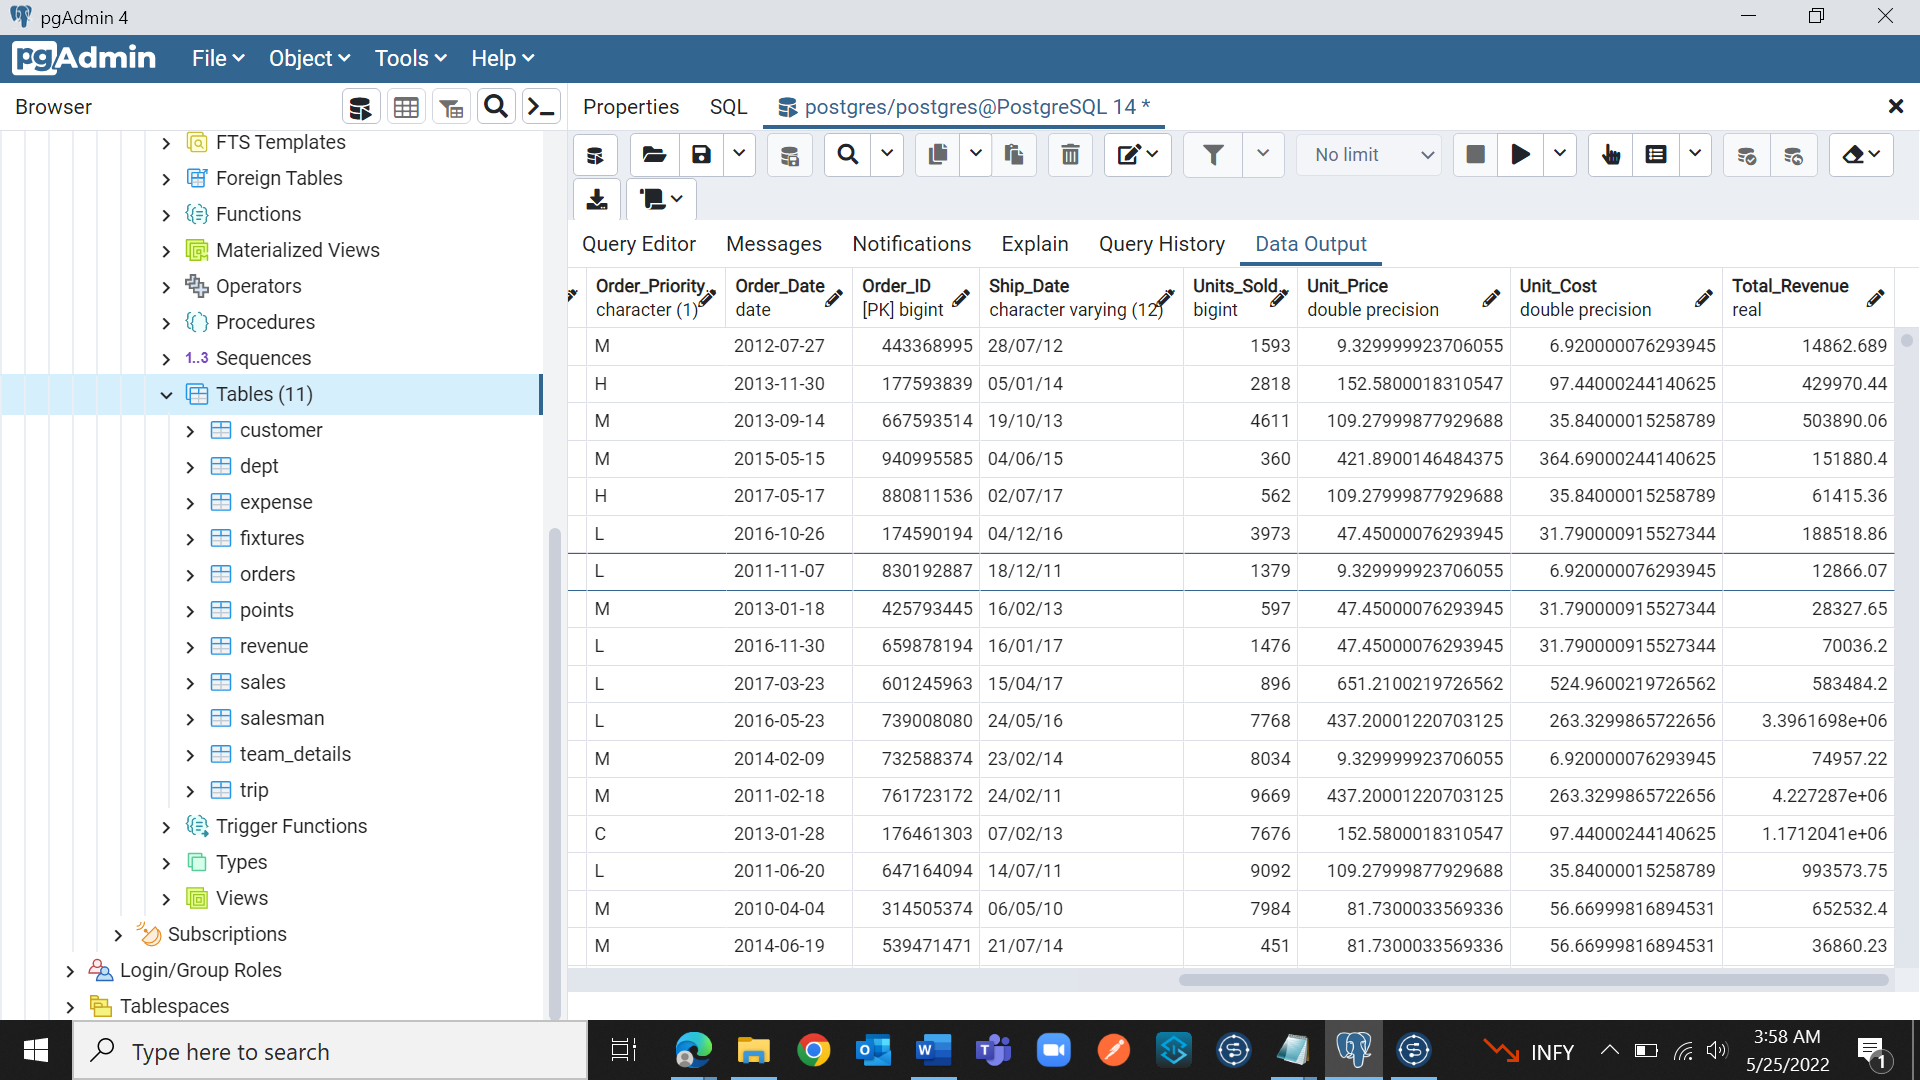 pgAdmin 4
pgAdmin File Object Tools Help
Browser
Properties SQL postgres/postgres@PostgreSQL 14 *
No limit
FTS Templates
Foreign Tables
Functions
Materialized Views
Operators
Procedures
1..3 Sequences
Tables (11)
customer
dept
expense
fixtures
orders
points
revenue
sales
salesman
team_details
trip
Trigger Functions
Types
Views
Subscriptions
Login/Group Roles
Tablespaces
Query Editor Messages Notifications Explain Query History Data Output
Order_Priority Order_Date Order_ID Ship_Date Units_Sold Unit_Price Unit_Cost Total_Revenue
character (1) date [PK] bigint character varying (12) bigint double precision double precision real
M 2012-07-27 443368995 28/07/12 1593 9.329999923706055 6.920000076293945 14862.689
H 2013-11-30 177593839 05/01/14 2818 152.5800018310547 97.44000244140625 429970.44
M 2013-09-14 667593514 19/10/13 4611 109.27999877929688 35.84000015258789 503890.06
M 2015-05-15 940995585 04/06/15 360 421.8900146484375 364.69000244140625 151880.4
H 2017-05-17 880811536 02/07/17 562 109.27999877929688 35.84000015258789 61415.36
L 2016-10-26 174590194 04/12/16 3973 47.45000076293945 31.790000915527344 188518.86
L 2011-11-07 830192887 18/12/11 1379 9.329999923706055 6.920000076293945 12866.07
M 2013-01-18 425793445 16/02/13 597 47.45000076293945 31.790000915527344 28327.65
L 2016-11-30 659878194 16/01/17 1476 47.45000076293945 31.790000915527344 70036.2
L 2017-03-23 601245963 15/04/17 896 651.2100219726562 524.9600219726562 583484.2
L 2016-05-23 739008080 24/05/16 7768 437.20001220703125 263.3299865722656 3.3961698e+06
M 2014-02-09 732588374 23/02/14 8034 9.329999923706055 6.920000076293945 74957.22
M 2011-02-18 761723172 24/02/11 9669 437.20001220703125 263.3299865722656 4.227287e+06
C 2013-01-28 176461303 07/02/13 7676 152.5800018310547 97.44000244140625 1.1712041e+06
L 2011-06-20 647164094 14/07/11 9092 109.27999877929688 35.84000015258789 993573.75
M 2010-04-04 314505374 06/05/10 7984 81.7300033569336 56.66999816894531 652532.4
M 2014-06-19 539471471 21/07/14 451 81.7300033569336 56.66999816894531 36860.23
Type here to search
INFY
3:58 AM
5/25/2022
1